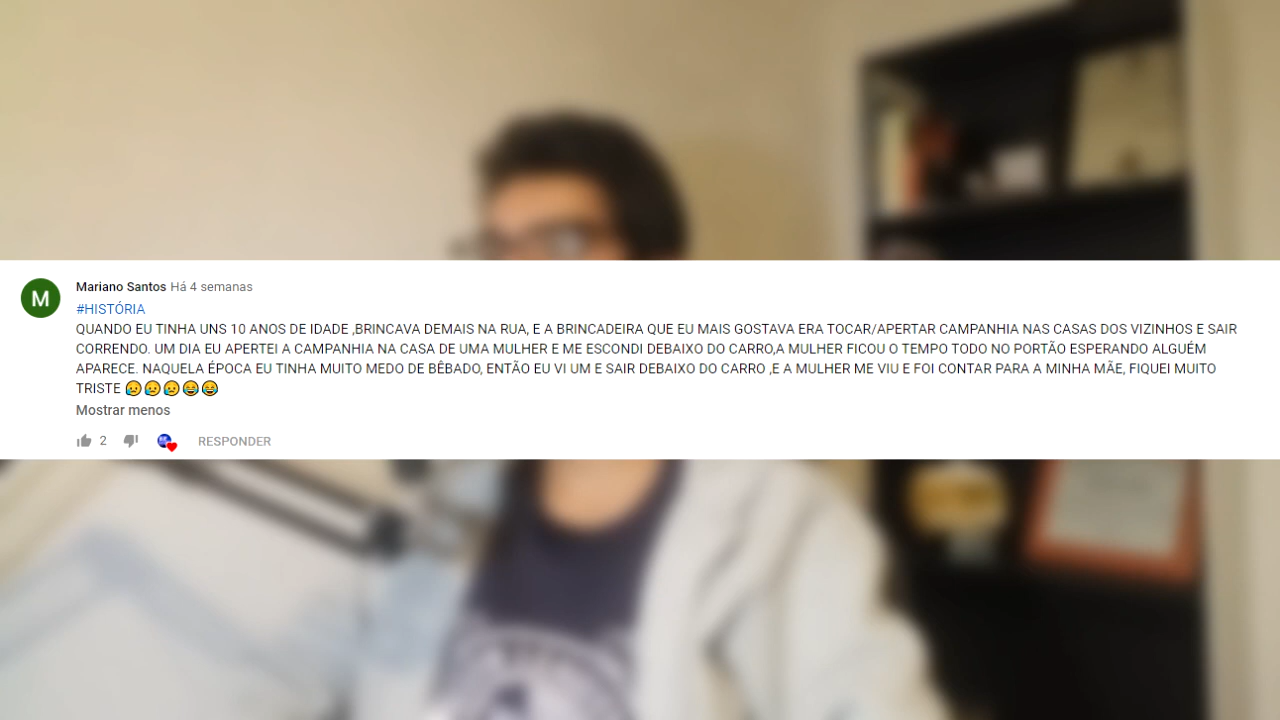 Mariano Santos Há 4 semanas
#HISTÓRIA
QUANDO EU TINHA UNS 10 ANOS DE IDADE ,BRINCAVA DEMAIS NA RUA, E A BRINCADEIRA QUE EU MAIS GOSTAVA ERA TOCAR/APERTAR CAMPANHIA NAS CASAS DOS VIZINHOS E SAIR
CORRENDO. UM DIA EU APERTEI A CAMPANHIA NA CASA DE UMA MULHER E ME ESCONDI DEBAIXO DO CARRO,A MULHER FICOU O TEMPO TODO NO PORTÃO ESPERANDO ALGUÉM
APARECE. NAQUELA ÉPOCA EU TINHA MUITO MEDO DE BÊBADO, ENTÃO EU VI UM E SAIR DEBAIXO DO CARRO ,E A MULHER ME VIU E FOI CONTAR PARA A MINHA MÃE, FIQUEI MUITO
TRISTE 😥😥😥😂😂
Mostrar menos
2 RESPONDER